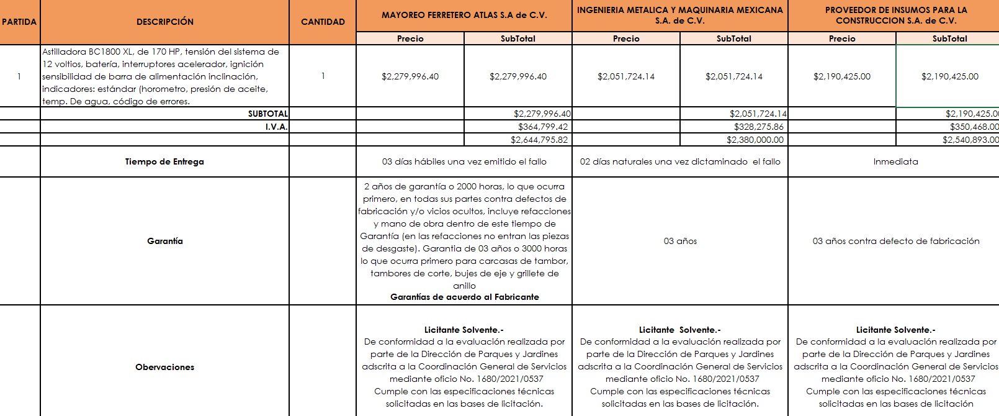 PARTIDA
DESCRIPCIÓN
CANTIDAD
MAYOREO FERRETERO ATLAS S.A de C.V.
INGENIERIA METALICA Y MAQUINARIA MEXICANA
S.A. de C.V.
PROVEEDOR DE INSUMOS PARA LA
CONSTRUCCION S.A. de C.V.
Precio SubTotal Precio SubTotal Precio SubTotal
1
Astilladora BC1800 XL, de 170 HP, tensión del sistema de
12 voltios, batería, interruptores acelerador, ignición
sensibilidad de barra de alimentación inclinación,
indicadores: estándar (horometro, presión de aceite,
temp. De agua, código de errores.
1
$2,279,996.40 $2,279,996.40 $2,051,724.14 $2,051,724.14 $2,190,425.00 $2,190,425.00
SUBTOTAL $2,279,996.40 $2,051,724.14 $2,190,425.00
I.V.A. $364,799.42 $328,275.86 $350,468.00
$2,644,795.82 $2,380,000.00 $2,540,893.00
Tiempo de Entrega 03 días hábiles una vez emitido el fallo 02 días naturales una vez dictaminado el fallo Inmediata
Garantía
2 años de garantía o 2000 horas, lo que ocurra
primero, en todas sus partes contra defectos de
fabricación y/o vicios ocultos, incluye refacciones
y mano de obra dentro de este tiempo de
Garantía (en las refacciones no entran las piezas
de desgaste). Garantia de 03 años o 3000 horas
lo que ocurra primero para carcasas de tambor,
tambores de corte, bujes de eje y grillete de
anillo
Garantías de acuerdo al Fabricante
03 años
03 años contra defecto de fabricación
Obervaciones
Licitante Solvente.-
De conformidad a la evaluación realizada por
parte de la Dirección de Parques y Jardines
adscrita a la Coordinación General de Servicios
mediante oficio No. 1680/2021/0537
Cumple con las especificaciones técnicas
solicitadas en las bases de licitación.
Licitante Solvente.-
De conformidad a la evaluación realizada por
parte de la Dirección de Parques y Jardines
adscrita a la Coordinación General de Servicios
mediante oficio No. 1680/2021/0537
Cumple con las especificaciones técnicas
solicitadas en las bases de licitación.
Licitante Solvente.-
De conformidad a la evaluación realizada por
parte de la Dirección de Parques y Jardines
adscrita a la Coordinación General de Servicios
mediante oficio No. 1680/2021/0537
Cumple con las especificaciones técnicas
solicitadas en las bases de licitación